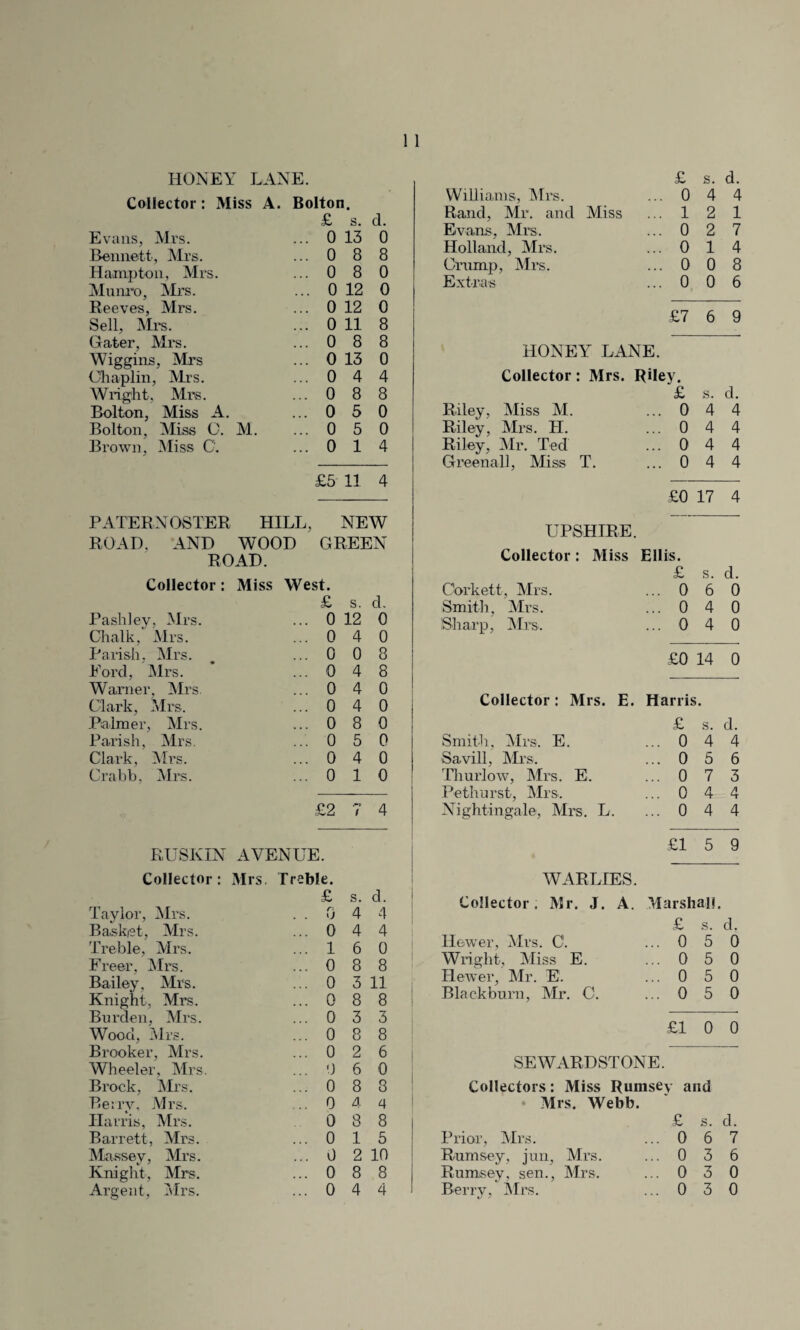 11
HONEY LANE.
Collector: Miss A. Bolton.
£ s. d.
Evans, Mrs. ... 0 13 0
Bennett, Mrs. ... 0 8 8
Hampton, Mrs. ... 0 8 0
Munro, Mrs. ... 0 12 0
Reeves, Mrs. ... 0 12 0
Sell, Mrs. ... 0 11 8
Gater, Mrs. ... 0 8 8
Wiggins, Mrs ... 0 13 0
Chaplin, Mrs. ... 0 4 4
Wright, Mrs. ... 0 8 8
Bolton, Miss A. ... 0 5 0
Bolton, Miss C. M. ... 0 5 0
Brown, Miss C. ... 0 1 4
£5 11 4
PATERNOSTER HILL, NEW
ROAD, AND WOOD GREEN
ROAD.
Collector: Miss West.
£ s. d.
Pashley, Mrs. ... 0 12 0
Chalk, Mrs. ... 0 4 0
Parish, Mrs. ... 0 0 8
Ford, Mrs. ... 0 4 8
Warner, Mrs ... 0 4 0
Clark, Mrs. ... 0 4 0
Palmer, Mrs. ... 0 8 0
Parish, Mrs. ... 0 5 0
Clark, Mrs. ... 0 4 0
Crabb, Mrs. ... 0 1 0
£2 7 4
RUSKIN AVENUE.
Collector: Mrs. Treble.
£ s. d.
Taylor, Mrs. . . 0 4 4
Basket, Mrs. ... 0 4 4
Treble, Mrs. ... 1 6 0
Freer, Mrs. ... 0 8 8
Bailey, Mrs. ... 0 3 11
Knight, Mrs. ... 0 8 8
Burden, Mrs. ... 0 3 3
Wood, Mrs. ... 0 8 8
Brooker, Mrs. ... 0 2 6
Wheeler, Mrs. ... 0 6 0
Brock, Mrs. ... 0 8 8
Berry, Mrs. ... 0 4 4
Harris, Mrs. 0 8 8
Barrett, Mrs. ... 0 1 5
Massey, Mrs. ... 0 2 10
Knight, Mrs. ... 0 8 8
Argent, Mrs. ... 0 4 4
£ s. d.
Williams, Mrs. ... 0 4 4
Rand, Mr. and Miss ... 1 2 1
Evans, Mrs. ... 0 2 7
Holland, Mrs. ... 0 1 4
Crump, Mrs. ... 0 0 8
Extras ... 0 0 6
£7 6 9
HONEY LANE.
Collector: Mrs. Riley.
£ s. d.
Riley, Miss M. ... 0 4 4
Riley, Mrs. H. ... 0 4 4
Riley, Mr. Ted ... 0 4 4
Greenall, Miss T. ... 0 4 4
£0 17 4
UPSHIRE.
Collector: Miss Ellis.
£ s. d.
Corkett, Mrs. ... 0 6 0
Smith, Mrs. ... 0 4 0
Sharp, Mrs. ... 0 4 0
£0 14 0
Collector: Mrs. E. Harris.
£ s. d.
Smith, Mrs. E. ... 0 4 4
Savill, Mrs. ... 0 5 6
Thurlow, Mrs. E. ... 0 7 3
Pethurst, Mrs. ... 0 4 4
Nightingale, Mrs. L. ... 0 4 4
£1 5 9
WARLIES.
Collector: Mr. J. A. Marshall.
£ s. d.
Hewer, Mrs. C. ... 0 5 0
Wright, Miss E. ... 0 5 0
Hewer, Mr. E. ... 0 5 0
Blackburn, Mr. C. ... 0 5 0
£1 0 0
SEWARDSTONE.
Collectors: Miss Rumsey and
Mrs. Webb.
£ s. d.
Prior, Mrs. ... 0 6 7
Rumsey, jun, Mrs. ... 0 3 6
Rumsey, sen., Mrs. ... 0 3 0
Berry, Mrs. ... 0 3 0